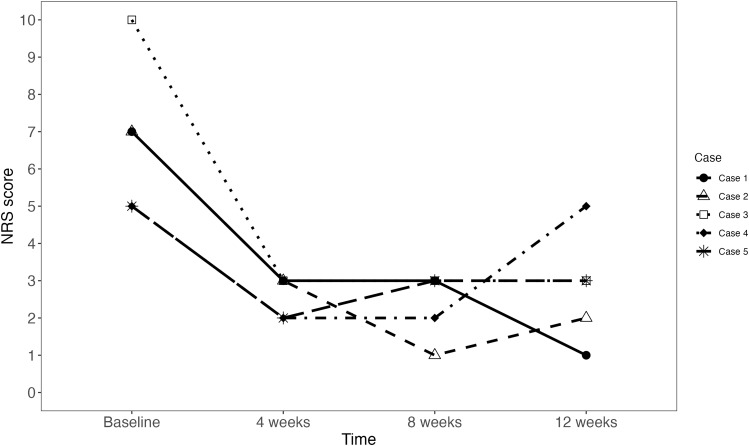 10
9
8
7
6
5
4
3
2
1
0
NRS score
Baseline 4 weeks 8 weeks 12 weeks
Time
Case
Case 1
Case 2
Case 3
Case 4
Case 5